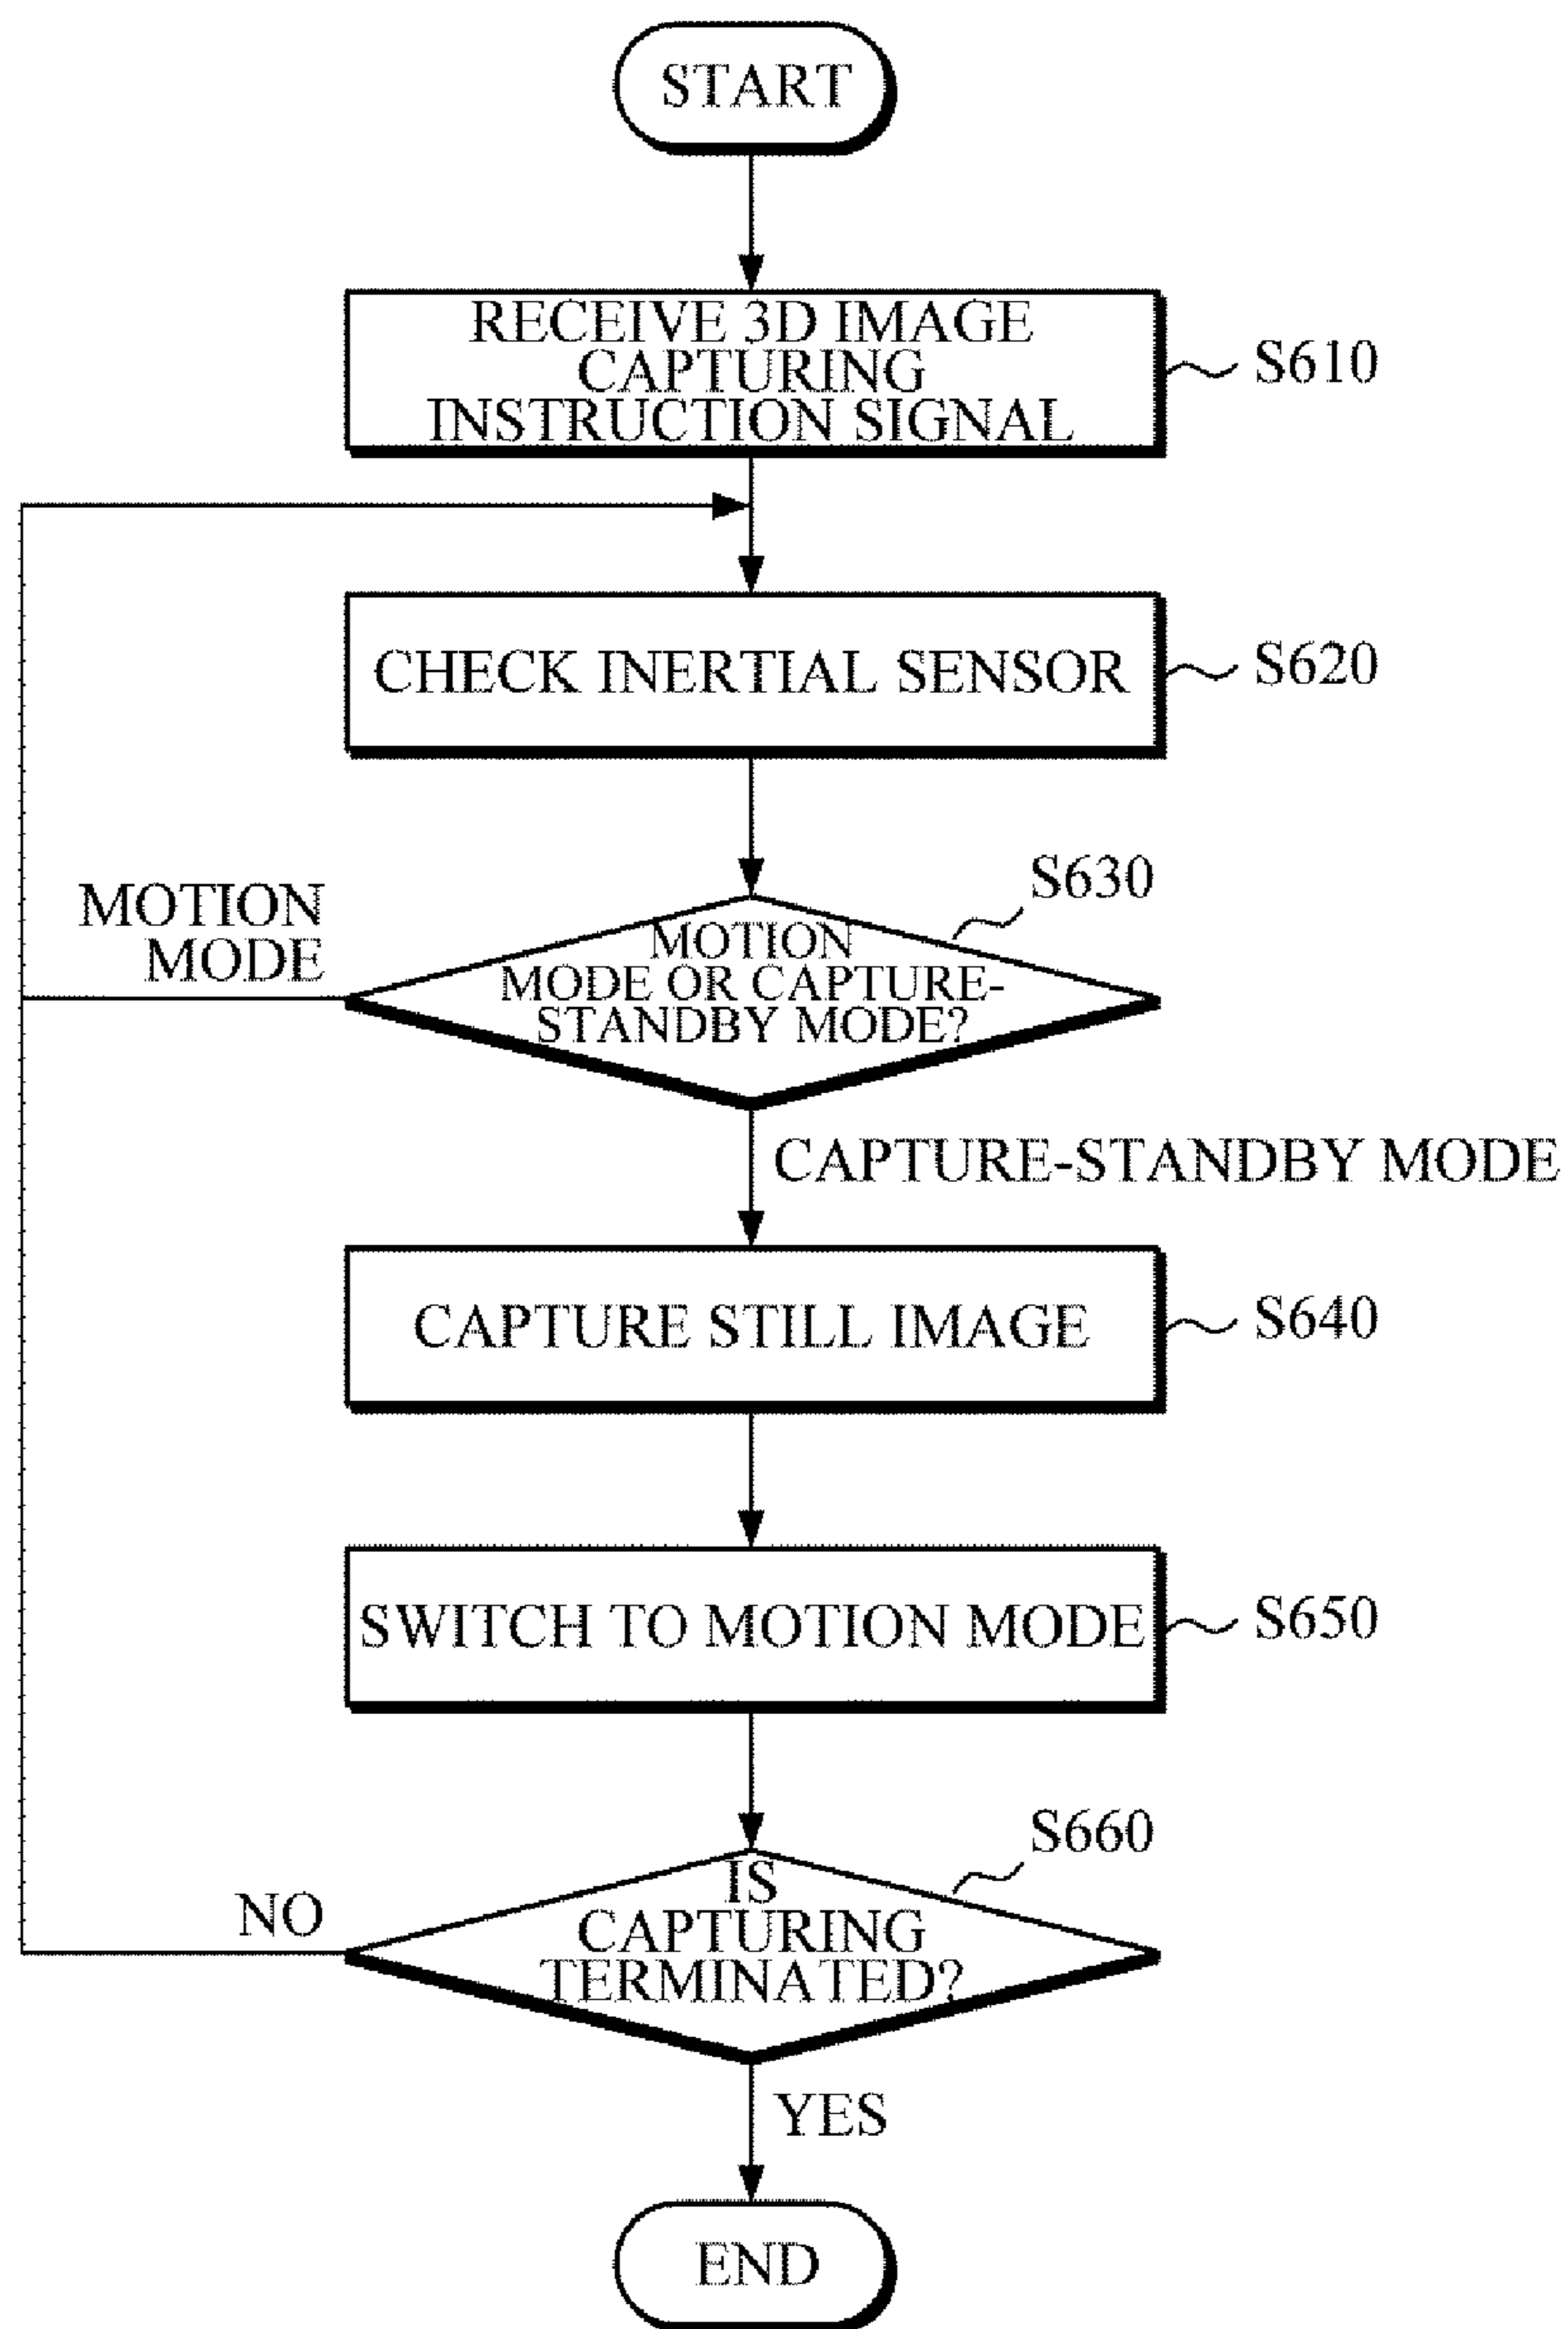 START
RECEIVE 3D IMAGE
CAPTURING
INSTRUCTION SIGNAL
S610
CHECK INERTIAL SENSOR
S620
S630
MOTION
MODE
MOTION
MODE OR CAPTURE-
STANDBY MODE?
CAPTURE-STANDBY MODE
CAPTURE STILL IMAGE
S640
SWITCH TO MOTION MODE
S650
S660
NO
IS
CAPTURING
TERMINATED?
YES
END